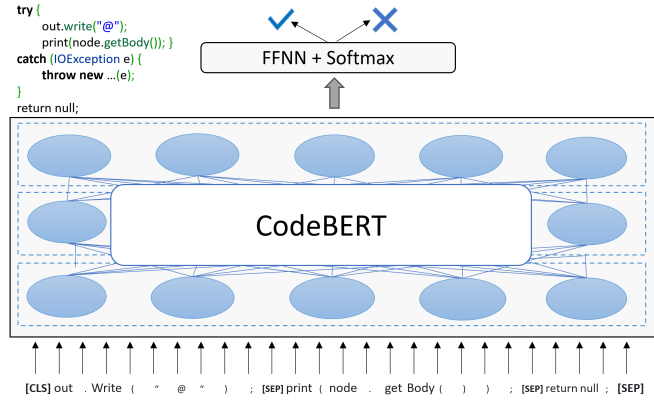 try {
out.write("@");
print(node.getBody()); }
catch (IOException e) {
throw new ...(e);
}
return null;
FFNN + Softmax
CodeBERT
[CLS] out . Write ( “ @ “ ) ; [SEP] print ( node . get Body ( ) ) ; [SEP] return null ; [SEP]